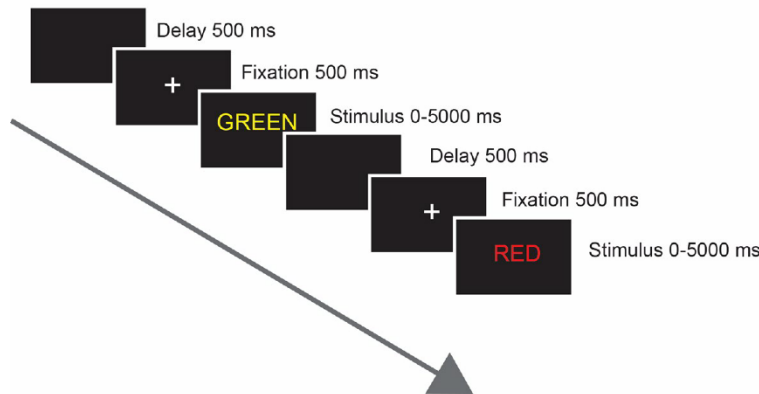 Delay 500 ms
+
Fixation 500 ms
GREEN
Stimulus 0-5000 ms
Delay 500 ms
+
Fixation 500 ms
RED
Stimulus 0-5000 ms